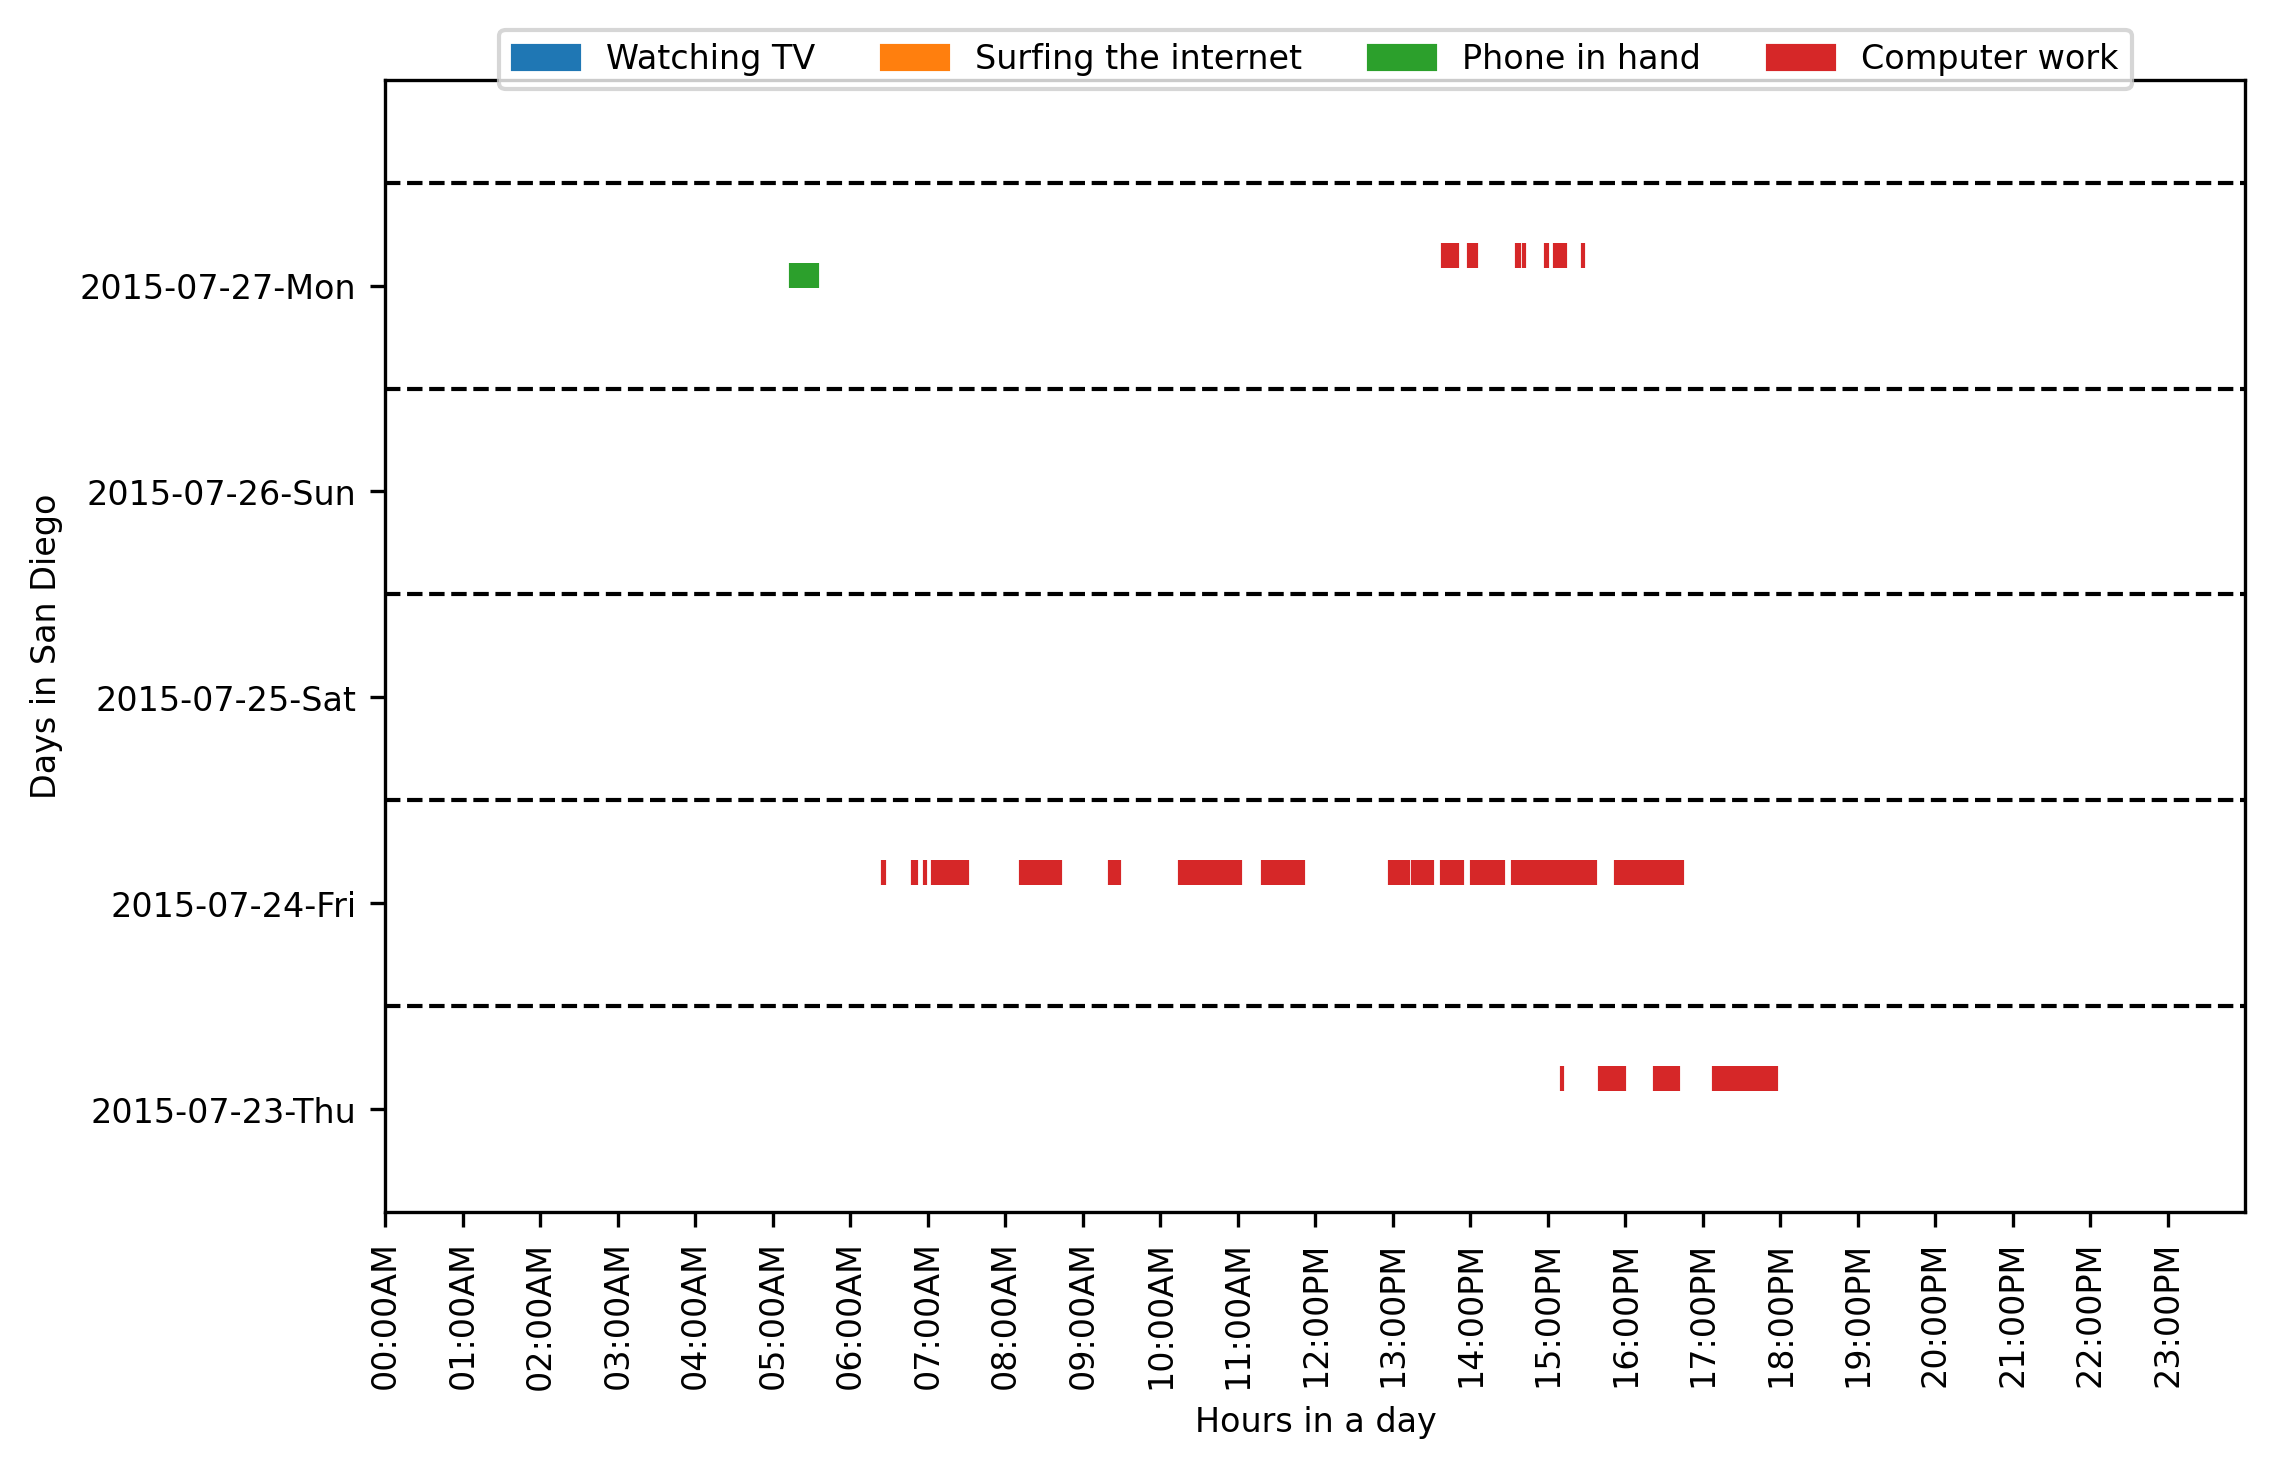 Watching TV Surfing the internet Phone in hand Computer work
2015-07-27-Mon
2015-07-26-Sun
2015-07-25-Sat
2015-07-24-Fri
2015-07-23-Thu
Days in San Diego
00:00AM 01:00AM 02:00AM 03:00AM 04:00AM 05:00AM 06:00AM 07:00AM 08:00AM 09:00AM 10:00AM 11:00AM 12:00PM 13:00PM 14:00PM 15:00PM 16:00PM 17:00PM 18:00PM 19:00PM 20:00PM 21:00PM 22:00PM 23:00PM
Hours in a day